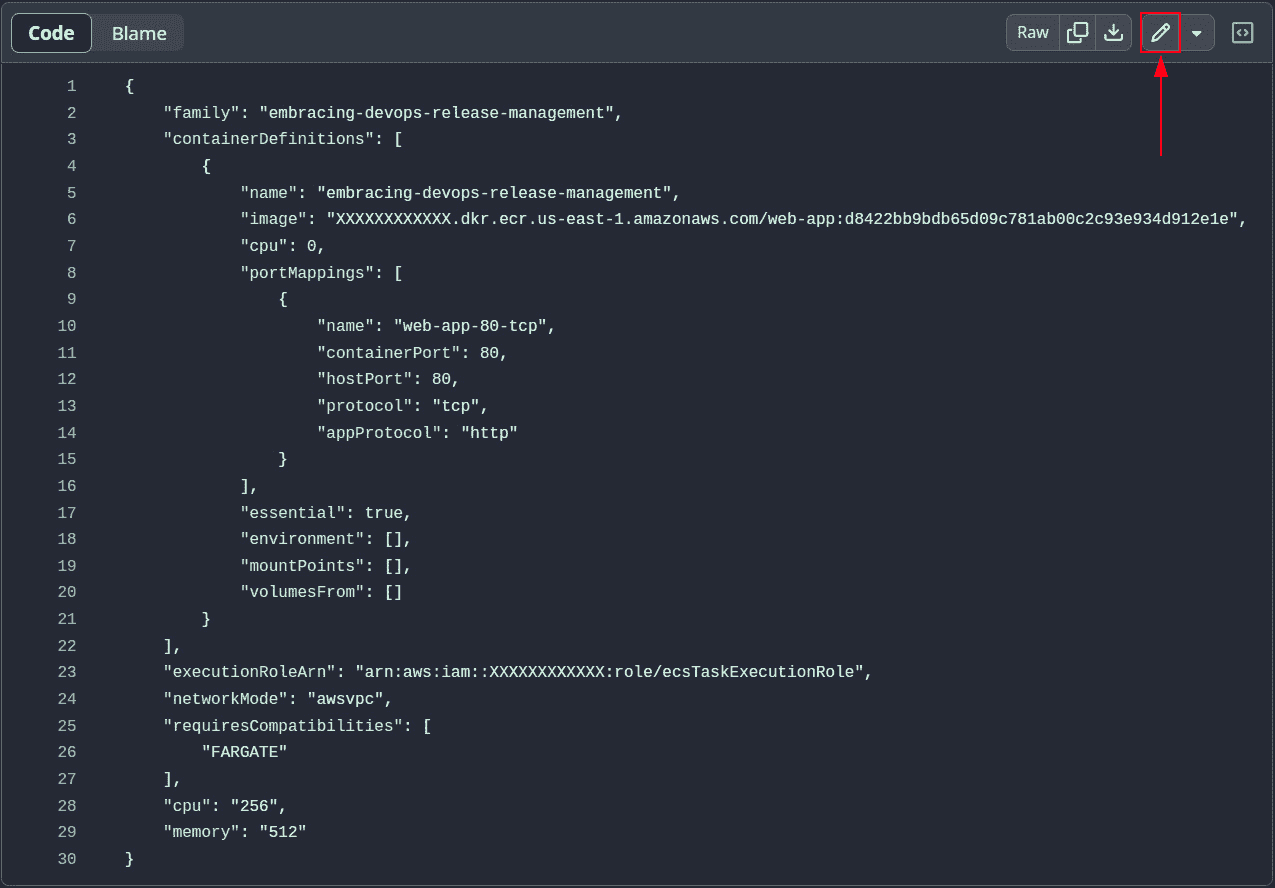 Code Blame Raw
1 {
2     "family": "embracing-devops-release-management",
3     "containerDefinitions": [
4         {
5             "name": "embracing-devops-release-management",
6             "image": "XXXXXXXXXXXX.dkr.ecr.us-east-1.amazonaws.com/web-app:d8422bb9bdb65d09c781ab00c2c93e934d912e1e",
7             "cpu": 0,
8             "portMappings": [
9                 {
10                     "name": "web-app-80-tcp",
11                     "containerPort": 80,
12                     "hostPort": 80,
13                     "protocol": "tcp",
14                     "appProtocol": "http"
15                 }
16             ],
17             "essential": true,
18             "environment": [],
19             "mountPoints": [],
20             "volumesFrom": []
21         }
22     ],
23     "executionRoleArn": "arn:aws:iam::XXXXXXXXXXXX:role/ecsTaskExecutionRole",
24     "networkMode": "awsvpc",
25     "requiresCompatibilities": [
26         "FARGATE"
27     ],
28     "cpu": "256",
29     "memory": "512"
30 }